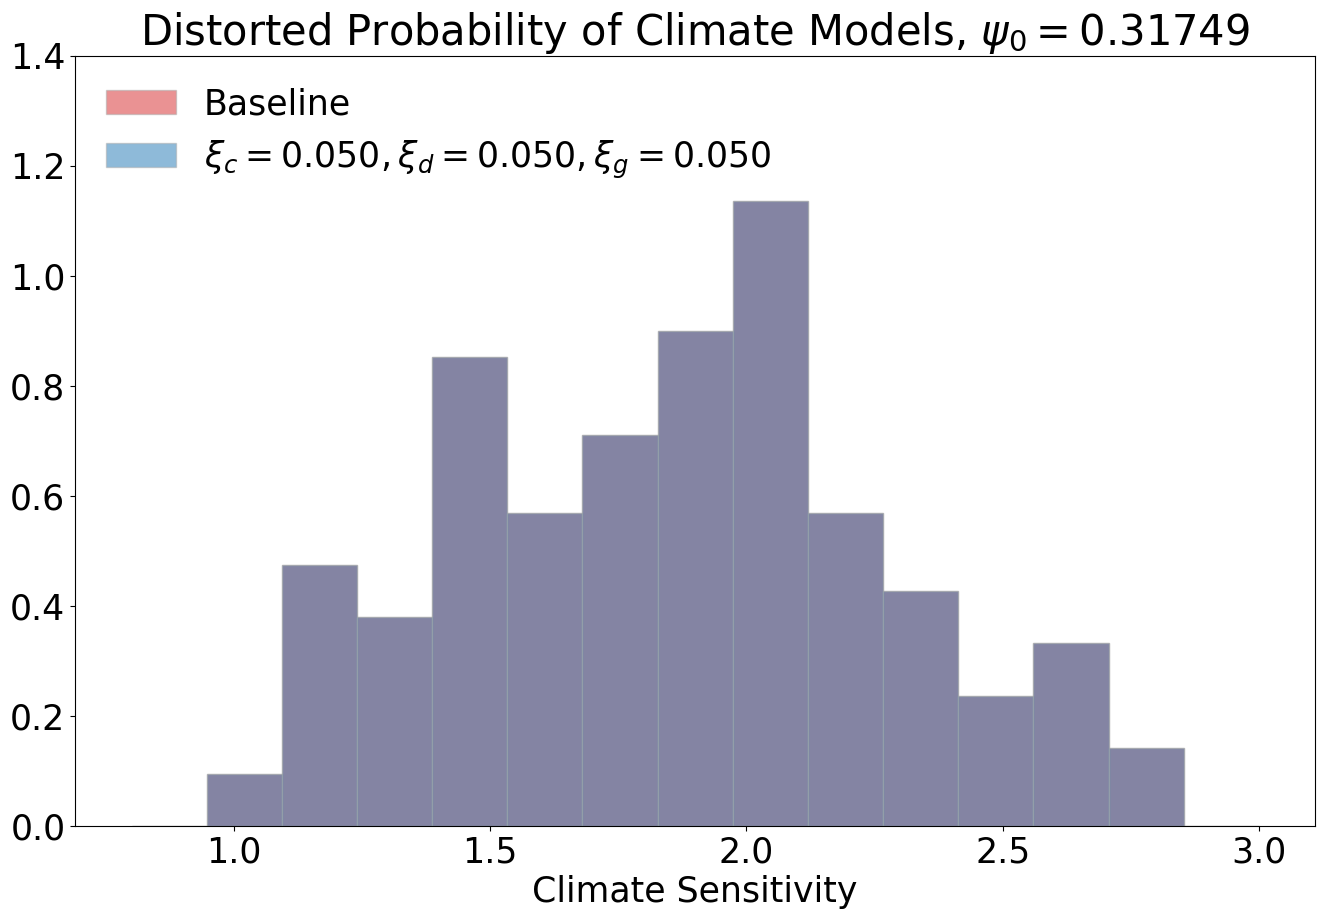 Distorted Probability of Climate Models, ψ₀ = 0.31749
1.4
Baseline
ξ_c = 0.050, ξ_d = 0.050, ξ_g = 0.050
1.2
1.0
0.8
0.6
0.4
0.2
0.0
1.0 1.5 2.0 2.5 3.0
Climate Sensitivity